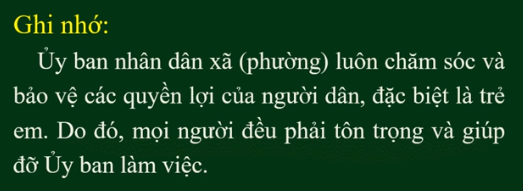 Ghi nhớ:
Ủy ban nhân dân xã (phường) luôn chăm sóc và
bảo vệ các quyền lợi của người dân, đặc biệt là trẻ
em. Do đó, mọi người đều phải tôn trọng và giúp
đỡ Ủy ban làm việc.